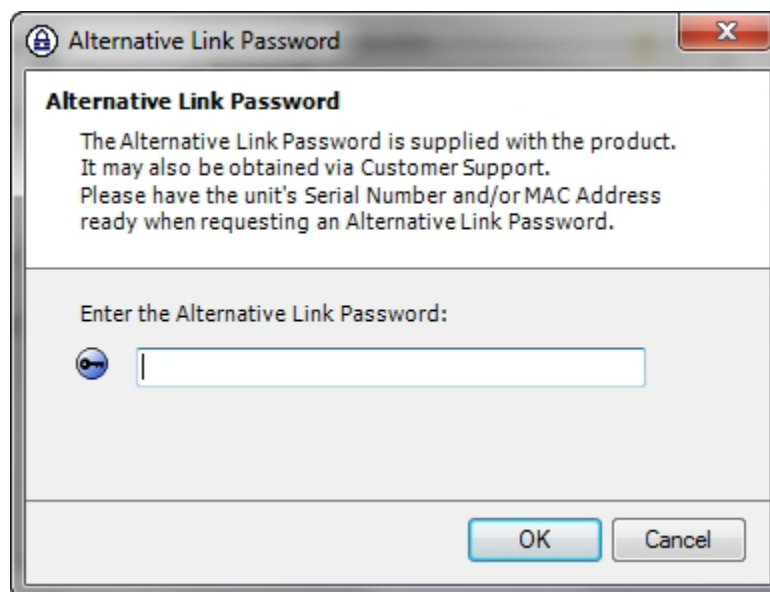 Alternative Link Password
Alternative Link Password
The Alternative Link Password is supplied with the product.
It may also be obtained via Customer Support.
Please have the unit's Serial Number and/or MAC Address
ready when requesting an Alternative Link Password.
Enter the Alternative Link Password:
OK Cancel